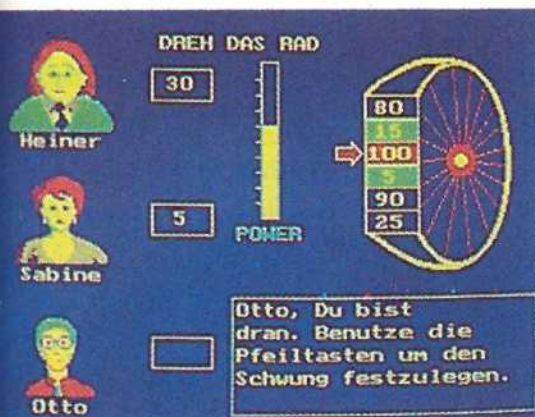 DREH DAS RAD
30
Heiner
5
Sabine
Otto
POWER
80
15
100
5
90
25
Otto, Du bist
dran. Benutze die
Pfeiltasten um den
Schwung festzulegen.